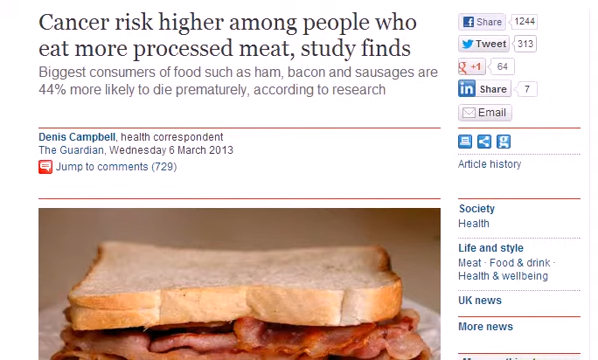 Cancer risk higher among people who
eat more processed meat, study finds
Biggest consumers of food such as ham, bacon and sausages are
44% more likely to die prematurely, according to research
Denis Campbell, health correspondent
The Guardian, Wednesday 6 March 2013
Jump to comments (729)
Share 1244
Tweet 313
+1 64
Share 7
Email
Article history
Society
Health
Life and style
Meat · Food & drink ·
Health & wellbeing
UK news
More news